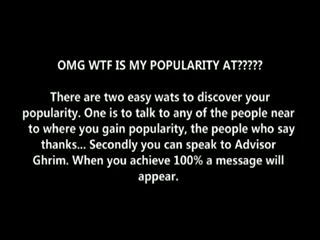 OMG WTF IS MY POPULARITY AT?????
There are two easy wats to discover your
popularity. One is to talk to any of the people near
to where you gain popularity, the people who say
thanks... Secondly you can speak to Advisor
Ghrim. When you achieve 100% a message will
appear.